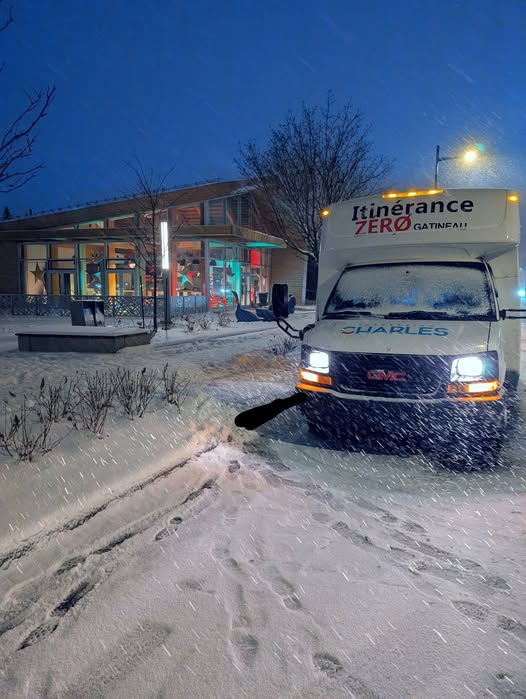 Itinérance
ZERØ GATINEAU
CHARLES
GMC